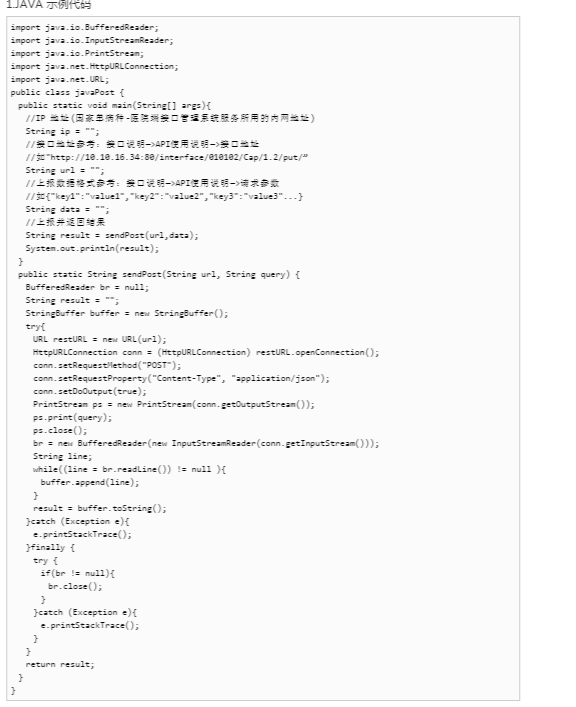 1.JAVA 示例代码
import java.io.BufferedReader;
import java.io.InputStreamReader;
import java.io.PrintStream;
import java.net.HttpURLConnection;
import java.net.URL;
public class javaPost {
public static void main(String[] args){
//IP 地址(国家单病种-医院端接口管理系统服务所用的内网地址)
String ip = "";
//接口地址参考: 接口说明->API使用说明->接口地址
//如"http://10.10.16.34:80/interface/010102/Cap/1.2/put/"
String url = "";
//上报数据格式参考: 接口说明->API使用说明->请求参数
//如{"key1":"value1","key2":"value2","key3":"value3"...}
String data = "";
//上报并返回结果
String result = sendPost(url,data);
System.out.println(result);
}
public static String sendPost(String url, String query) {
BufferedReader br = null;
String result = "";
StringBuffer buffer = new StringBuffer();
try{
URL restURL = new URL(url);
HttpURLConnection conn = (HttpURLConnection) restURL.openConnection();
conn.setRequestMethod("POST");
conn.setRequestProperty("Content-Type", "application/json");
conn.setDoOutput(true);
PrintStream ps = new PrintStream(conn.getOutputStream());
ps.print(query);
ps.close();
br = new BufferedReader(new InputStreamReader(conn.getInputStream()));
String line;
while((line = br.readLine()) != null ){
buffer.append(line);
}
result = buffer.toString();
}catch (Exception e){
e.printStackTrace();
}finally {
try {
if(br != null){
br.close();
}
}catch (Exception e){
e.printStackTrace();
}
}
return result;
}
}